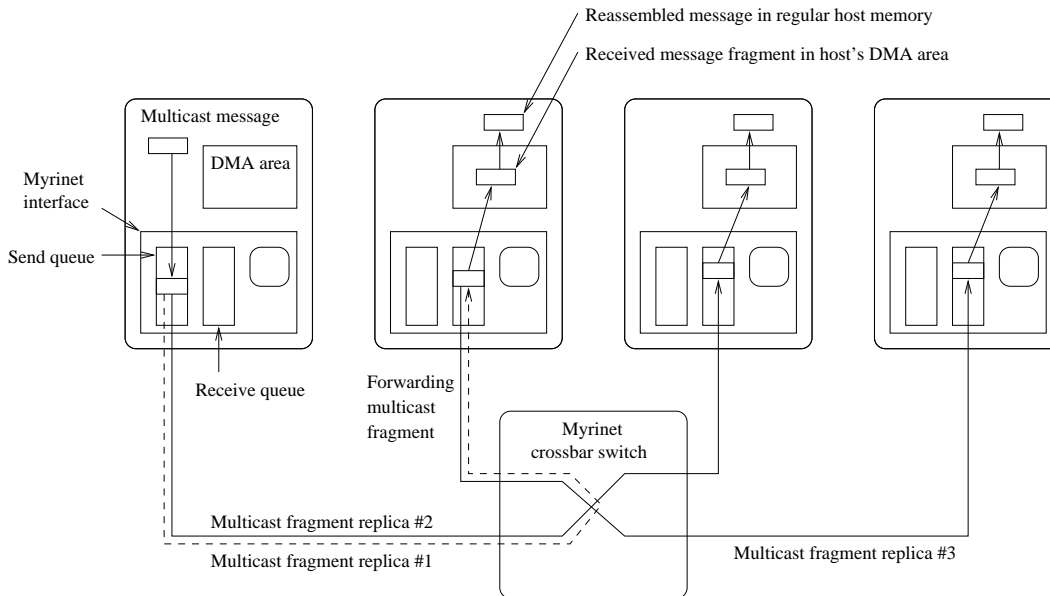 Reassembled message in regular host memory
Received message fragment in host's DMA area
Multicast message
DMA area
Myrinet
interface
Send queue
Receive queue
Forwarding
multicast
fragment
Myrinet
crossbar switch
Multicast fragment replica #2
Multicast fragment replica #1
Multicast fragment replica #3